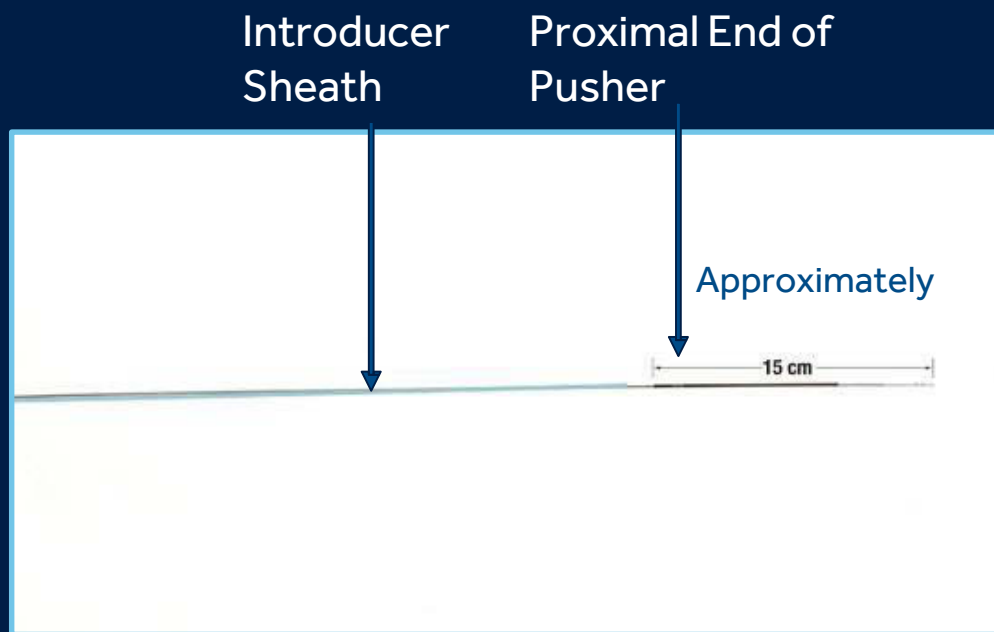 Introducer
Sheath
Proximal End of
Pusher
Approximately
15 cm